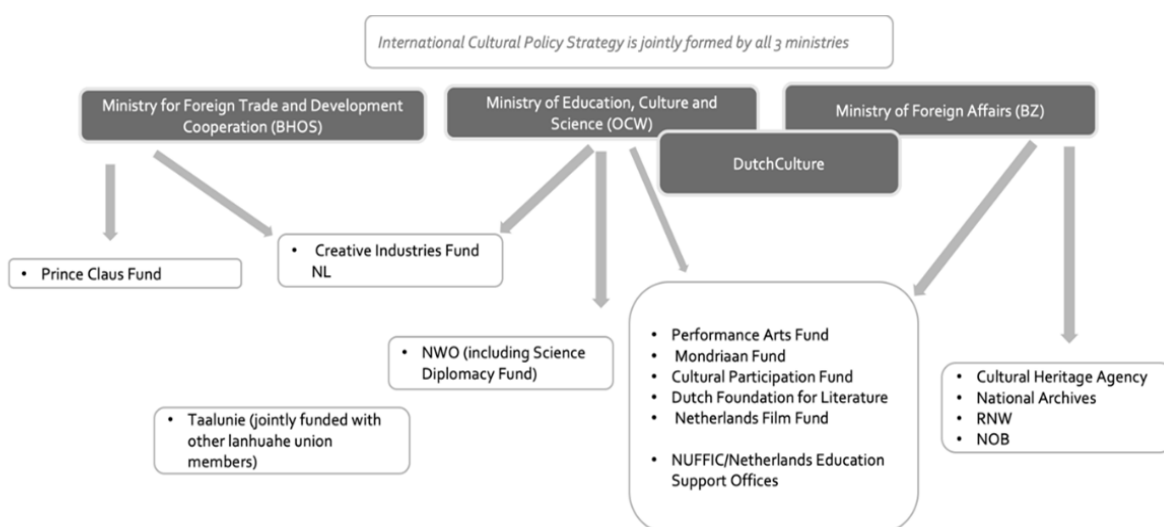 International Cultural Policy Strategy is jointly formed by all 3 ministries
Ministry for Foreign Trade and Development
Cooperation (BHOS)
Ministry of Education, Culture and
Science (OCW)
Ministry of Foreign Affairs (BZ)
DutchCulture
• Prince Claus Fund
• Creative Industries Fund
NL
• NWO (including Science
Diplomacy Fund)
• Taalunie (jointly funded with
other lanhuahe union
members)
• Performance Arts Fund
• Mondriaan Fund
• Cultural Participation Fund
• Dutch Foundation for Literature
• Netherlands Film Fund
• NUFFIC/Netherlands Education
Support Offices
• Cultural Heritage Agency
• National Archives
• RNW
• NOB